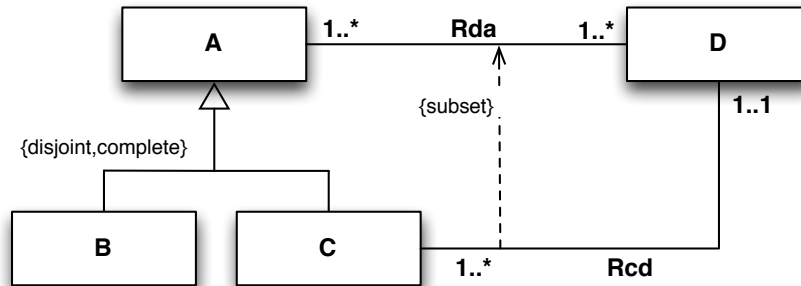 A
1..*
Rda
1..*
D
{subset}
1..1
{disjoint,complete}
B
C
1..*
Rcd